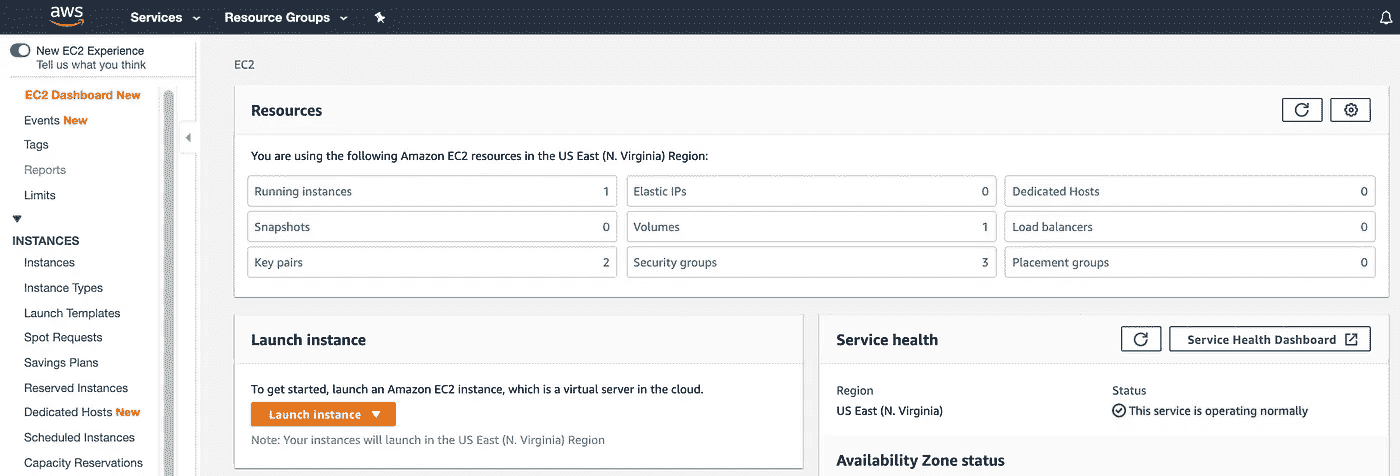 aws
Services
Resource Groups
New EC2 Experience
Tell us what you think
EC2 Dashboard New
Events New
Tags
Reports
Limits
INSTANCES
Instances
Instance Types
Launch Templates
Spot Requests
Savings Plans
Reserved Instances
Dedicated Hosts New
Scheduled Instances
Capacity Reservations
EC2
Resources
You are using the following Amazon EC2 resources in the US East (N. Virginia) Region:
Running instances 1
Elastic IPs 0
Dedicated Hosts 0
Snapshots 0
Volumes 1
Load balancers 0
Key pairs 2
Security groups 3
Placement groups 0
Launch instance
To get started, launch an Amazon EC2 instance, which is a virtual server in the cloud.
Launch instance
Note: Your instances will launch in the US East (N. Virginia) Region
Service health
Service Health Dashboard
Region
US East (N. Virginia)
Status
This service is operating normally
Availability Zone status